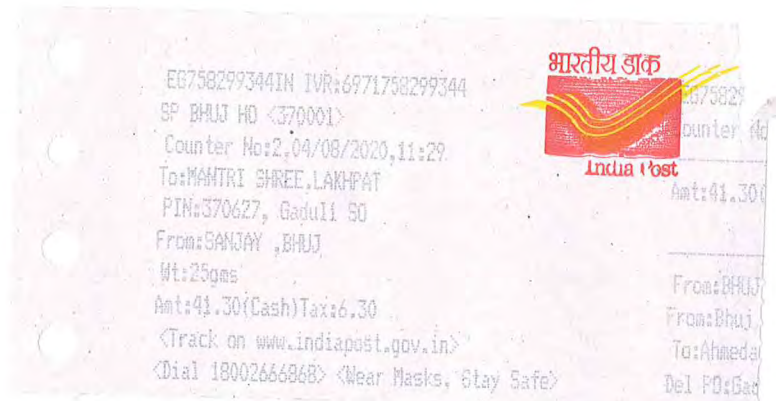 भारतीय डाक
India Post
EG758299344IN IVR:6971758299344
SP BHUJ HO <370001>
Counter No:2,04/08/2020,11:29
To:MANTRI SHREE,LAKHPAT
PIN:370627, Gaduli SO
From:SANJAY ,BHUJ
Wt:25gms
Amt:41.30(Cash)Tax:6.30
<Track on www.indiapost.gov.in>
<Dial 18002666868> <Wear Masks, Stay Safe>
EG75829
ounter No
Amt:41.30(
From:BHUJ
From:Bhuj
To:Ahmeda
Del PO:Gad